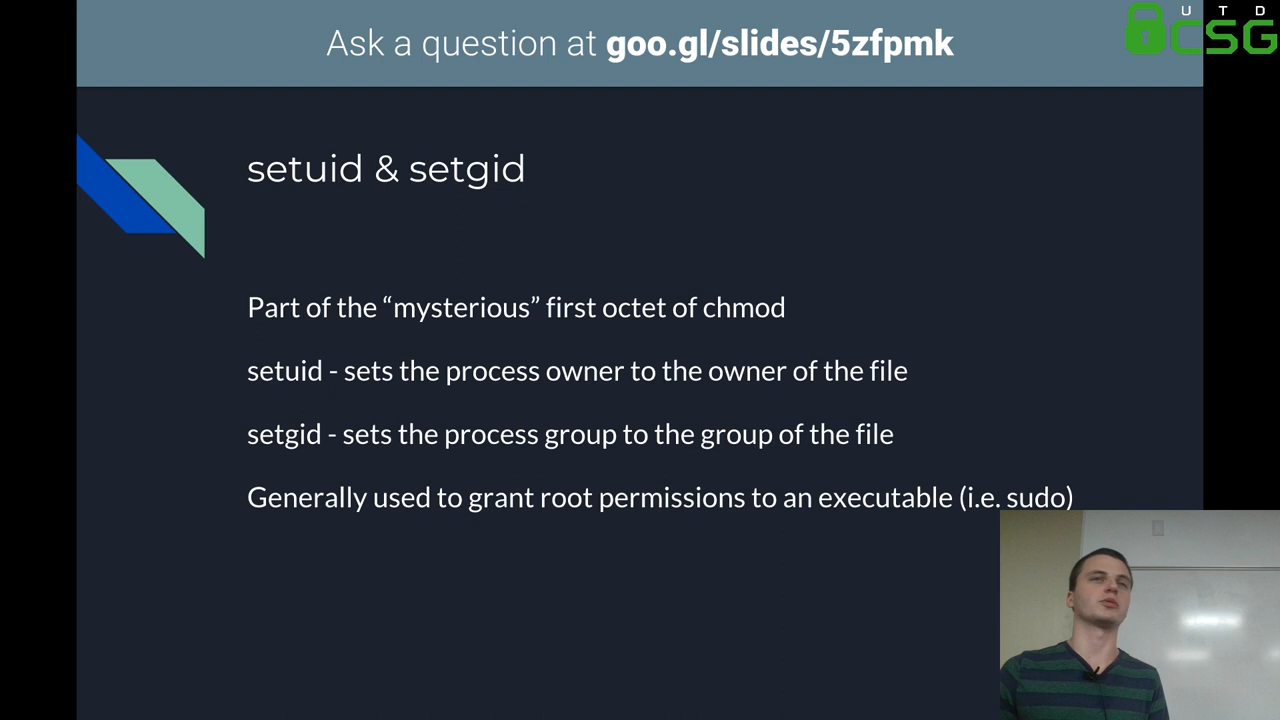 Ask a question at goo.gl/slides/5zfpmk
UTD
CSG
setuid & setgid
Part of the “mysterious” first octet of chmod
setuid - sets the process owner to the owner of the file
setgid - sets the process group to the group of the file
Generally used to grant root permissions to an executable (i.e. sudo)